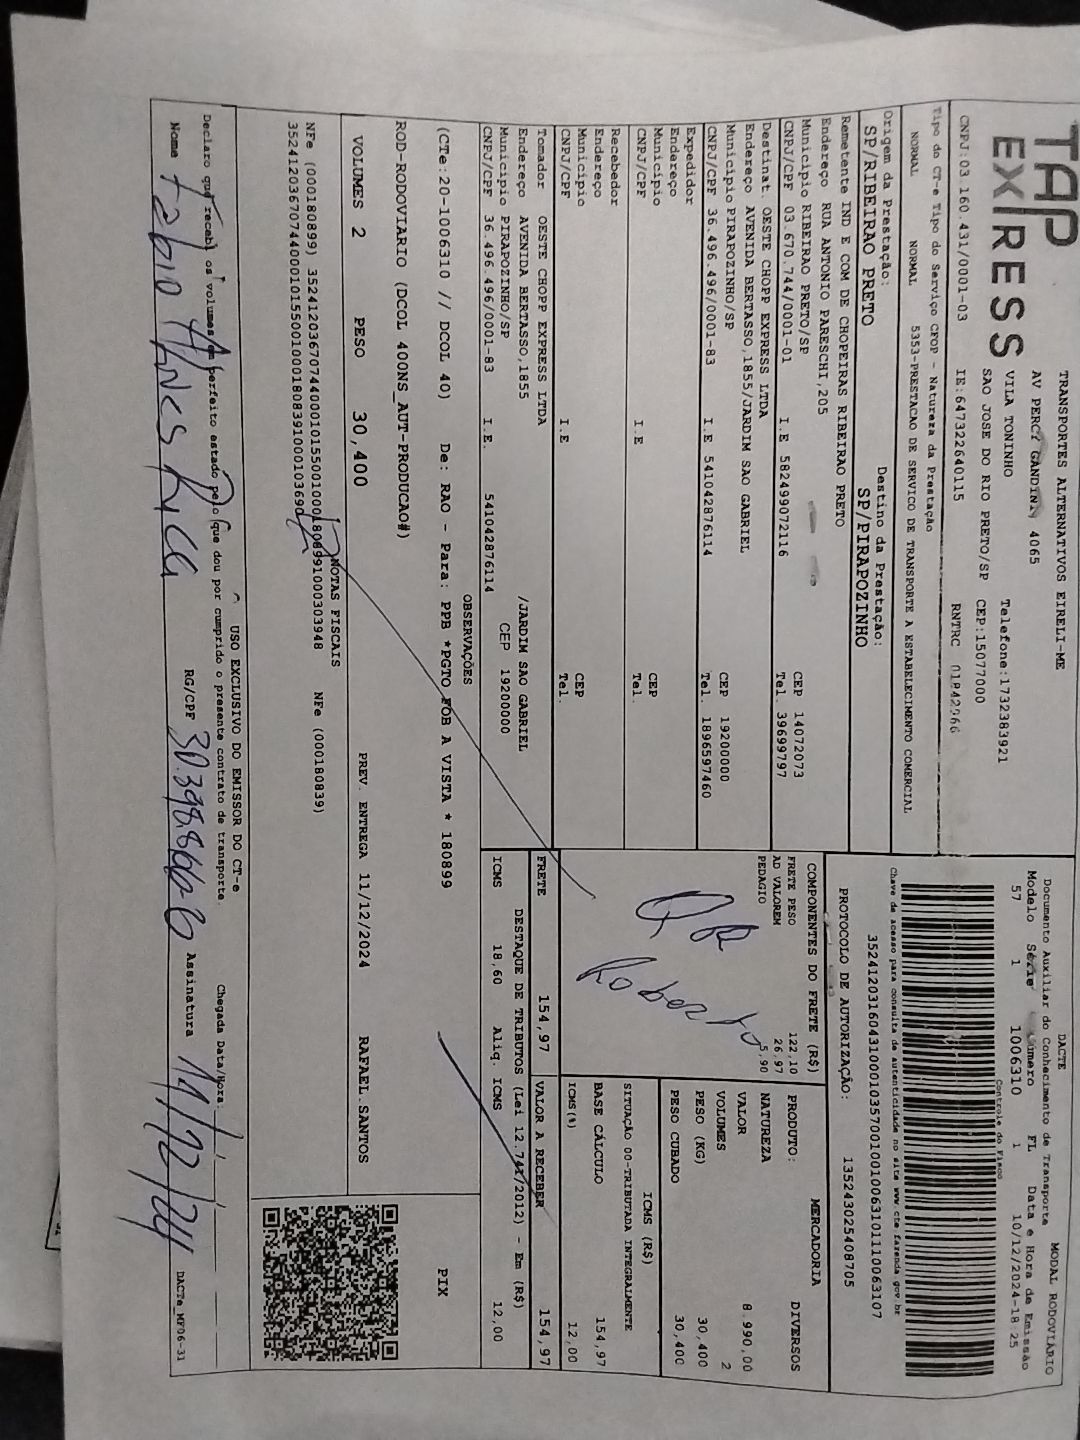 TAP
EXPRESS
TRANSPORTES ALTERNATIVOS EIRELI-ME
AV PERCY GANDINI, 4065
VILA TONINHO Telefone:1732383921
SAO JOSE DO RIO PRETO/SP CEP:15077000
CNPJ:03.160.431/0001-03 IE:647322640115 RNTRC 01842966
DACTE MODAL RODOVIÁRIO
Documento Auxiliar do Conhecimento de Transporte
Modelo Série Número FL Data e Hora de Emissão
57 1 1006310 1 10/12/2024-18:25
Controle do Fisco
Chave de acesso para consulta de autenticidade no site www.cte.fazenda.gov.br
35241203160431000103570010010063101110063107
PROTOCOLO DE AUTORIZAÇÃO: 135243025408705
Tipo do CT-e Tipo do Serviço CFOP - Natureza da Prestação
NORMAL NORMAL 5353-PRESTACAO DE SERVICO DE TRANSPORTE A ESTABELECIMENTO COMERCIAL
Origem da Prestação: Destino da Prestação:
SP/RIBEIRAO PRETO SP/PIRAPOZINHO
Remetente IND E COM DE CHOPEIRAS RIBEIRAO PRETO
Endereço RUA ANTONIO PARESCHI,205
Município RIBEIRAO PRETO/SP CEP 14072073
CNPJ/CPF 03.670.744/0001-01 I.E 582499072116 Tel. 39699797
Destinat. OESTE CHOPP EXPRESS LTDA
Endereço AVENIDA BERTASSO,1855/JARDIM SAO GABRIEL
Município PIRAPOZINHO/SP CEP 19200000
CNPJ/CPF 36.496.496/0001-83 I.E 541042876114 Tel. 1896597460
Expedidor
Endereço
Município CEP
CNPJ/CPF I.E Tel.
Recebedor
Endereço
Município CEP
CNPJ/CPF I.E Tel.
Tomador OESTE CHOPP EXPRESS LTDA
Endereço AVENIDA BERTASSO,1855 /JARDIM SAO GABRIEL
Município PIRAPOZINHO/SP CEP 19200000
CNPJ/CPF 36.496.496/0001-83 I.E. 541042876114
COMPONENTES DO FRETE (R$)
FRETE PESO 122,10
AD VALOREM 26,97
PEDAGIO 5,90
QR
Roberto
MERCADORIA
PRODUTO: DIVERSOS
NATUREZA
VALOR 8.990,00
VOLUMES 2
PESO (KG) 30,400
PESO CUBADO 30,400
ICMS (R$)
SITUAÇÃO 00-TRIBUTADA INTEGRALMENTE
BASE CÁLCULO 154,97
ICMS(%) 12,00
FRETE 154,97 VALOR A RECEBER 154,97
DESTAQUE DE TRIBUTOS (Lei 12.741/2012) - Em (R$)
ICMS 18,60 Aliq. ICMS 12,00
OBSERVAÇÕES
(CTe:20-1006310 // DCOL 40) De: RAO - Para: PPB *PGTO FOB A VISTA * 180899
ROD-RODOVIARIO (DCOL 400NS_AUT-PRODUCAO#)
PIX
VOLUMES 2 PESO 30,400 PREV. ENTREGA 11/12/2024 RAFAEL.SANTOS
NOTAS FISCAIS
NFe (000180899) 35241203670744000101550010001808991000303948 NFe (000180839)
35241203670744000101550010001808391000103690
USO EXCLUSIVO DO EMISSOR DO CT-e
Declaro que recebi os volumes em perfeito estado pelo que dou por cumprido o presente contrato de transporte. Chegada Data/Hora: / /
Nome Fabio RG/CPF Assinatura 11/12/24
DACTe_MF06-31